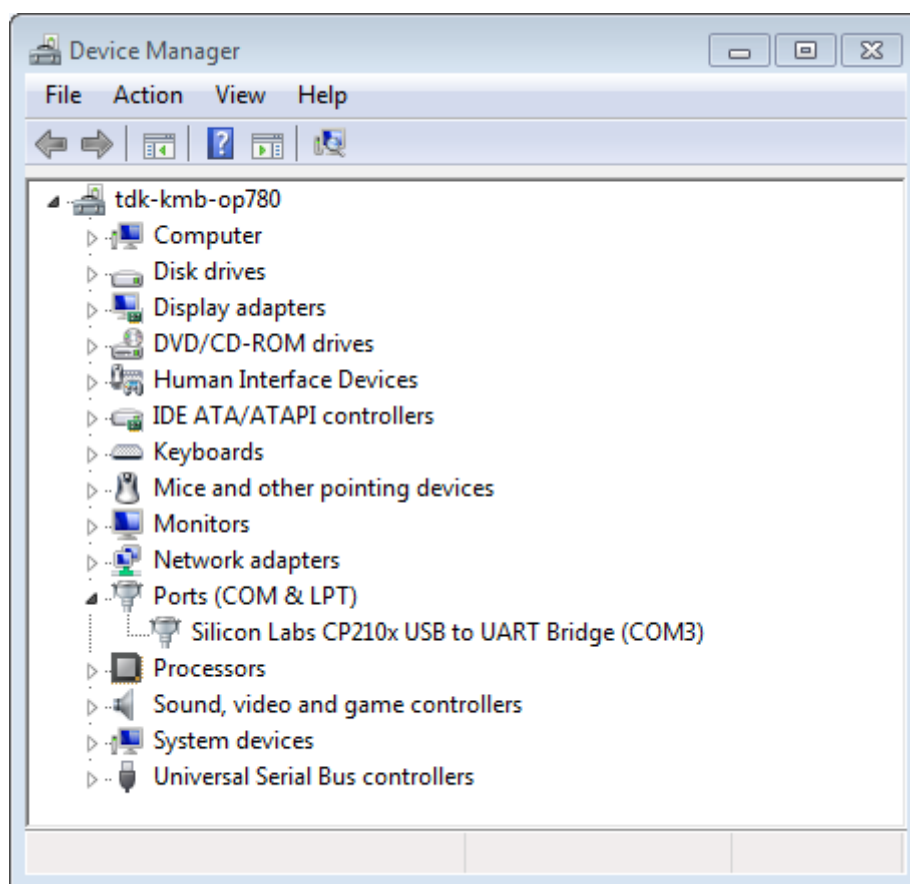 Device Manager
File Action View Help
tdk-kmb-op780
Computer
Disk drives
Display adapters
DVD/CD-ROM drives
Human Interface Devices
IDE ATA/ATAPI controllers
Keyboards
Mice and other pointing devices
Monitors
Network adapters
Ports (COM & LPT)
Silicon Labs CP210x USB to UART Bridge (COM3)
Processors
Sound, video and game controllers
System devices
Universal Serial Bus controllers